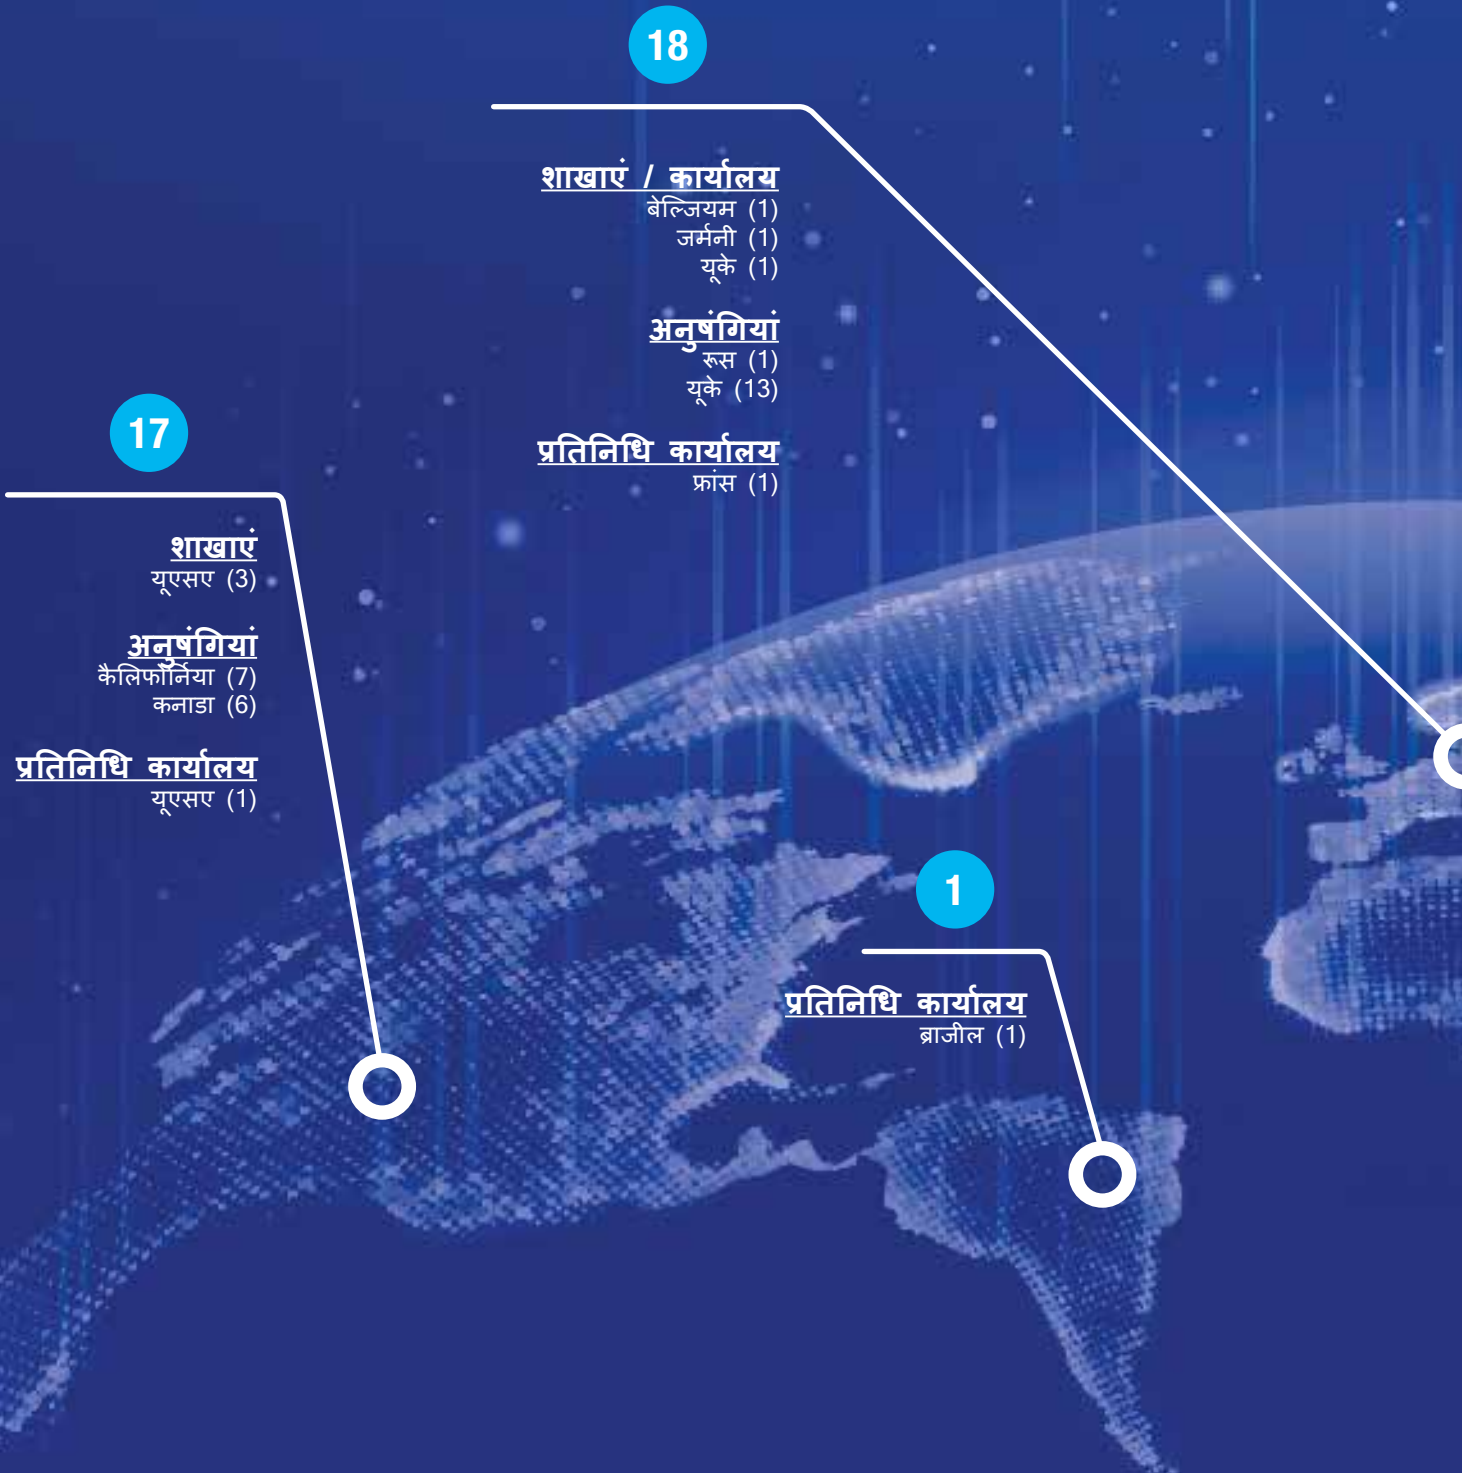 18
शाखाएं / कार्यालय
बेल्जियम (1)
जर्मनी (1)
यूके (1)
अनुषंगियां
रूस (1)
यूके (13)
प्रतिनिधि कार्यालय
फ्रांस (1)
17
शाखाएं
यूएसए (3)
अनुषंगियां
कैलिफोर्निया (7)
कनाडा (6)
प्रतिनिधि कार्यालय
यूएसए (1)
1
प्रतिनिधि कार्यालय
ब्राजील (1)